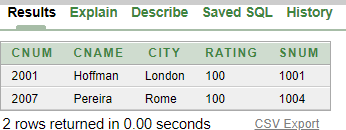 Results Explain Describe Saved SQL History
CNUM CNAME CITY RATING SNUM
2001 Hoffman London 100 1001
2007 Pereira Rome 100 1004
2 rows returned in 0.00 seconds CSV Export